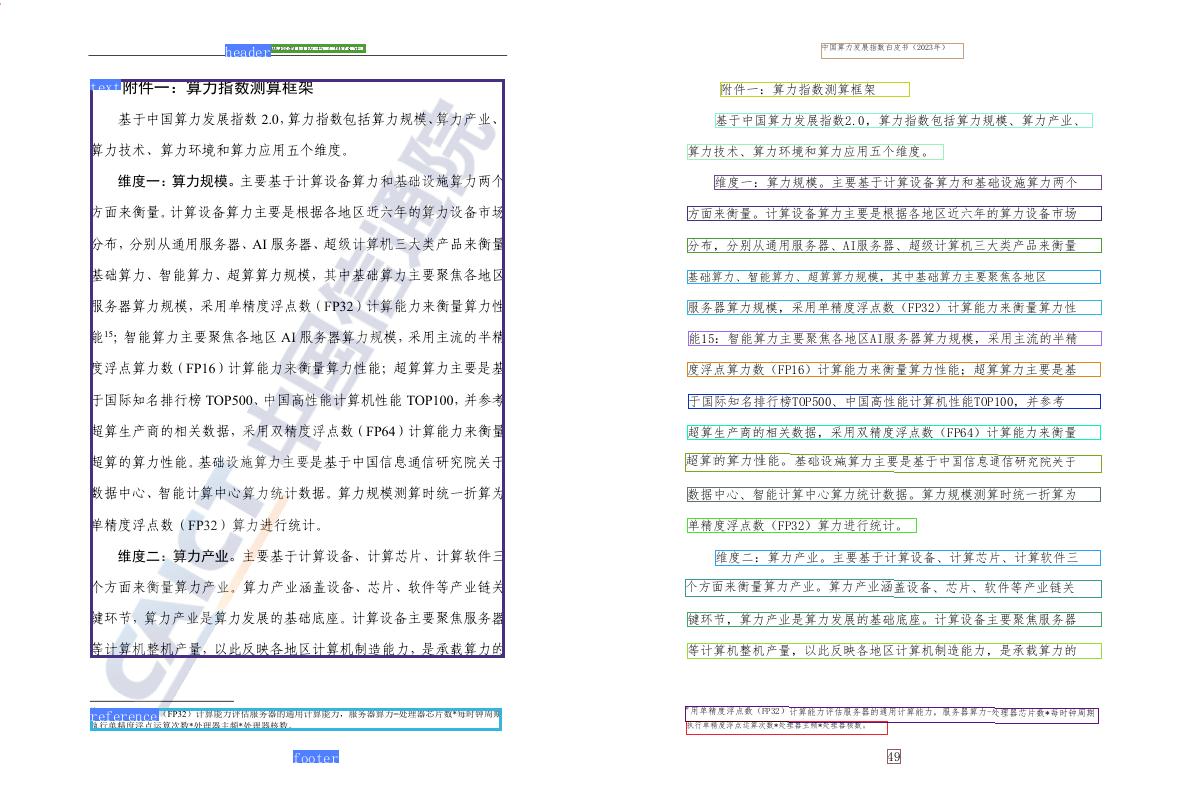 header
text
附件一：算力指数测算框架
基于中国算力发展指数 2.0，算力指数包括算力规模、算力产业、
算力技术、算力环境和算力应用五个维度。
维度一：算力规模。主要基于计算设备算力和基础设施算力两个
方面来衡量。计算设备算力主要是根据各地区近六年的算力设备市场
分布，分别从通用服务器、AI 服务器、超级计算机三大类产品来衡量
基础算力、智能算力、超算算力规模，其中基础算力主要聚焦各地区
服务器算力规模，采用单精度浮点数（FP32）计算能力来衡量算力性
能15；智能算力主要聚焦各地区 AI 服务器算力规模，采用主流的半精
度浮点算力数（FP16）计算能力来衡量算力性能；超算算力主要是基
于国际知名排行榜 TOP500、中国高性能计算机性能 TOP100，并参考
超算生产商的相关数据，采用双精度浮点数（FP64）计算能力来衡量
超算的算力性能。基础设施算力主要是基于中国信息通信研究院关于
数据中心、智能计算中心算力统计数据。算力规模测算时统一折算为
单精度浮点数（FP32）算力进行统计。
维度二：算力产业。主要基于计算设备、计算芯片、计算软件三
个方面来衡量算力产业。算力产业涵盖设备、芯片、软件等产业链关
键环节，算力产业是算力发展的基础底座。计算设备主要聚焦服务器
等计算机整机产量，以此反映各地区计算机制造能力，是承载算力的
CAICT 中国信通院
reference
（FP32）计算能力评估服务器的通用计算能力，服务器算力=处理器芯片数*每时钟周期
执行单精度浮点运算次数*处理器主频*处理器核数。
footer
中国算力发展指数白皮书（2023年）
附件一：算力指数测算框架
基于中国算力发展指数2.0，算力指数包括算力规模、算力产业、
算力技术、算力环境和算力应用五个维度。
维度一：算力规模。主要基于计算设备算力和基础设施算力两个
方面来衡量。计算设备算力主要是根据各地区近六年的算力设备市场
分布，分别从通用服务器、AI服务器、超级计算机三大类产品来衡量
基础算力、智能算力、超算算力规模，其中基础算力主要聚焦各地区
服务器算力规模，采用单精度浮点数（FP32）计算能力来衡量算力性
能15：智能算力主要聚焦各地区AI服务器算力规模，采用主流的半精
度浮点算力数（FP16）计算能力来衡量算力性能；超算算力主要是基
于国际知名排行榜TOP500、中国高性能计算机性能TOP100，并参考
超算生产商的相关数据，采用双精度浮点数（FP64）计算能力来衡量
超算的算力性能。基础设施算力主要是基于中国信息通信研究院关于
数据中心、智能计算中心算力统计数据。算力规模测算时统一折算为
单精度浮点数（FP32）算力进行统计。
维度二：算力产业。主要基于计算设备、计算芯片、计算软件三
个方面来衡量算力产业。算力产业涵盖设备、芯片、软件等产业链关
键环节，算力产业是算力发展的基础底座。计算设备主要聚焦服务器
等计算机整机产量，以此反映各地区计算机制造能力，是承载算力的
用单精度浮点数（FP32）计算能力评估服务器的通用计算能力，服务器算力=处理器芯片数*每时钟周期
执行单精度浮点运算次数*处理器主频*处理器核数。
49